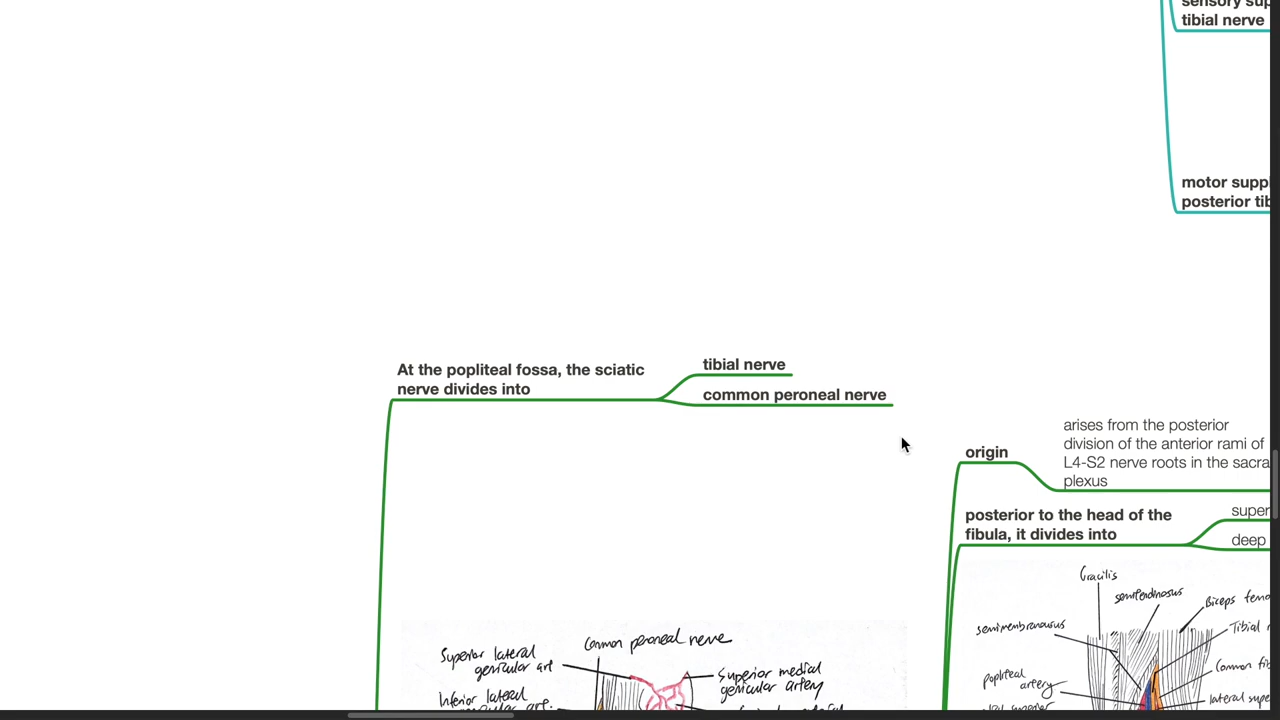 sensory sup
tibial nerve
motor suppl
posterior tib
At the popliteal fossa, the sciatic
nerve divides into
tibial nerve
common peroneal nerve
origin
arises from the posterior
division of the anterior rami of
L4-S2 nerve roots in the sacra
plexus
posterior to the head of the
fibula, it divides into
super
deep
Common peroneal nerve
Superior lateral
genicular art
Inferior lateral
Superior medial
genicular artery
Gracilis
semitendinosus
Biceps femo
semimembranousus
Tibial n
Common fib
popliteal
artery
lateral supe